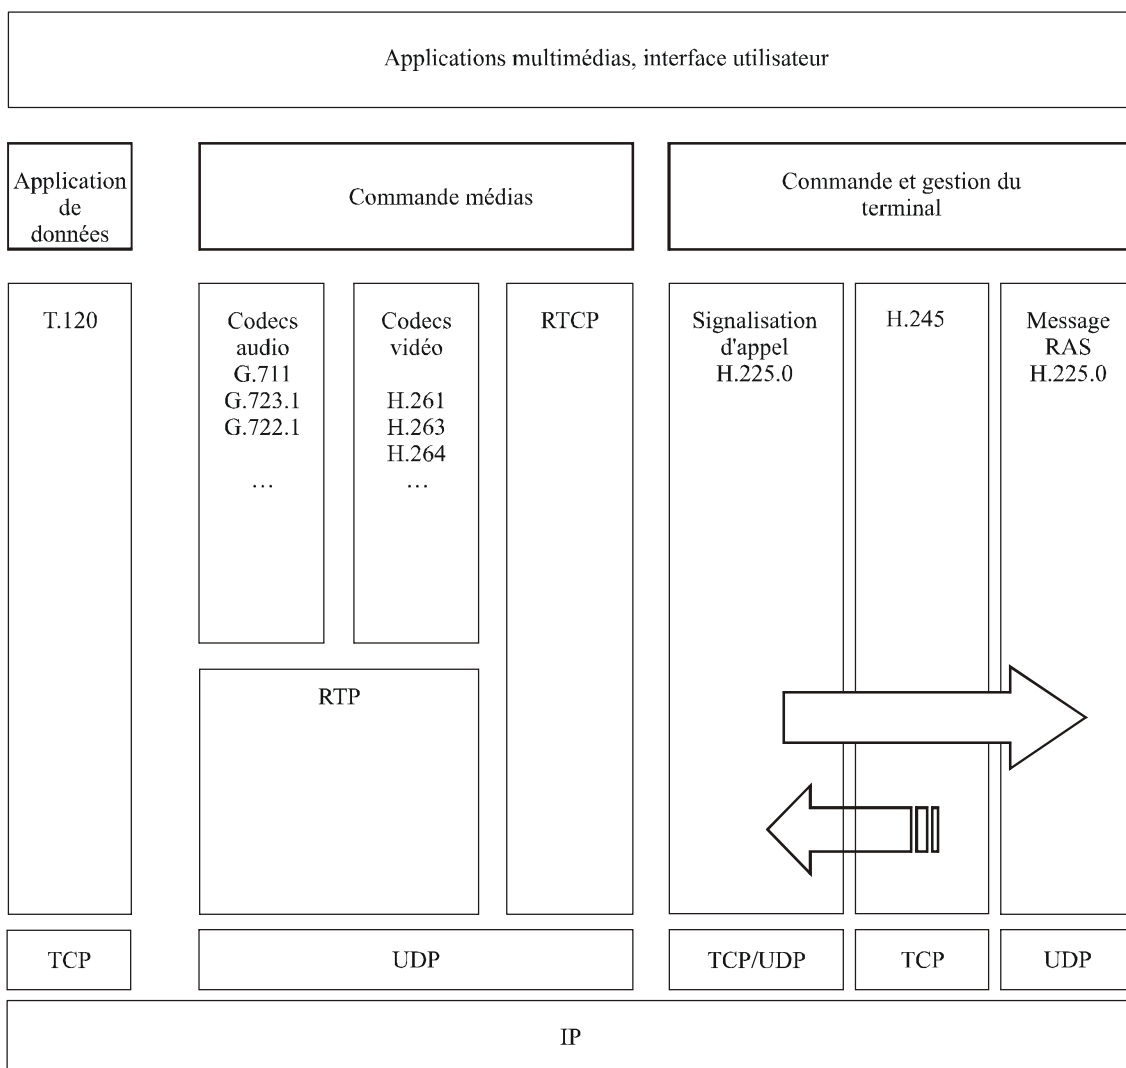 Applications multimédias, interface utilisateur
Application
de
données
Commande médias
Commande et gestion du
terminal
T.120
Codecs
audio
G.711
G.723.1
G.722.1
…
Codecs
vidéo
H.261
H.263
H.264
…
RTCP
Signalisation
d'appel
H.225.0
H.245
Message
RAS
H.225.0
RTP
TCP
UDP
TCP/UDP
TCP
UDP
IP